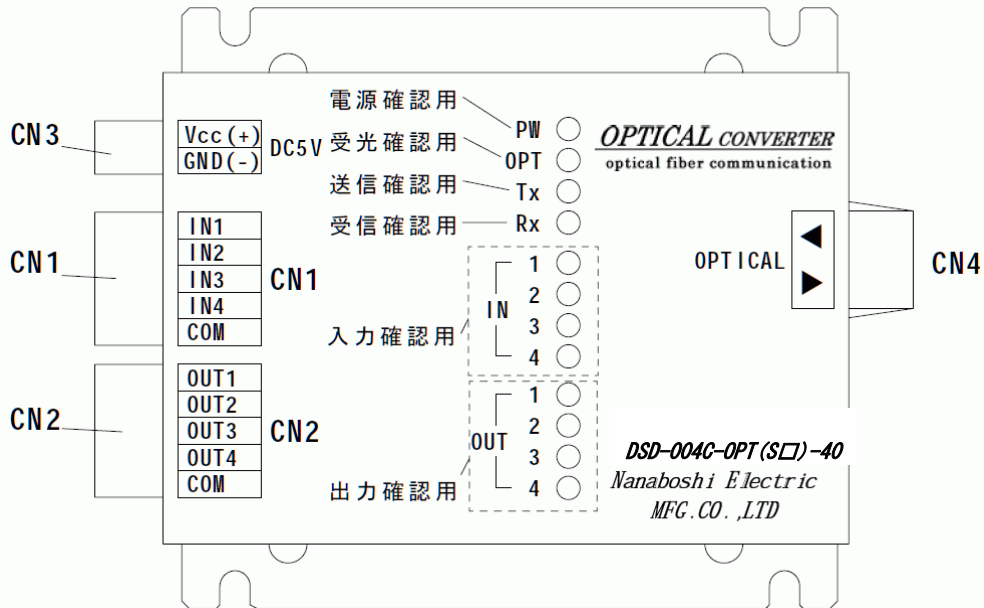 CN3
Vcc(+)
GND(-)
DC5V
電源確認用
受光確認用
送信確認用
受信確認用
PW
OPT
Tx
Rx
OPTICAL CONVERTER
optical fiber communication
CN1
IN1
IN2
IN3
IN4
COM
CN1
入力確認用
IN
1
2
3
4
OPTICAL
CN4
CN2
OUT1
OUT2
OUT3
OUT4
COM
CN2
出力確認用
OUT
1
2
3
4
DSD-004C-OPT(S□)-40
Nanaboshi Electric
MFG.CO.,LTD